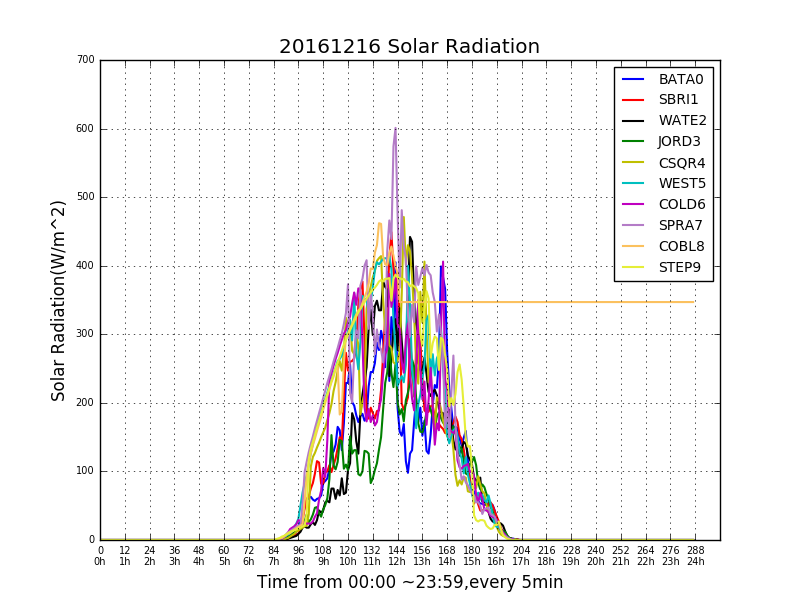 20161216 Solar Radiation
Solar Radiation(W/m^2)
700
600
500
400
300
200
100
0
BATA0
SBRI1
WATE2
JORD3
CSQR4
WEST5
COLD6
SPRA7
COBL8
STEP9
0 12 24 36 48 60 72 84 96 108 120 132 144 156 168 180 192 204 216 228 240 252 264 276 288
0h 1h 2h 3h 4h 5h 6h 7h 8h 9h 10h 11h 12h 13h 14h 15h 16h 17h 18h 19h 20h 21h 22h 23h 24h
Time from 00:00 ~23:59,every 5min